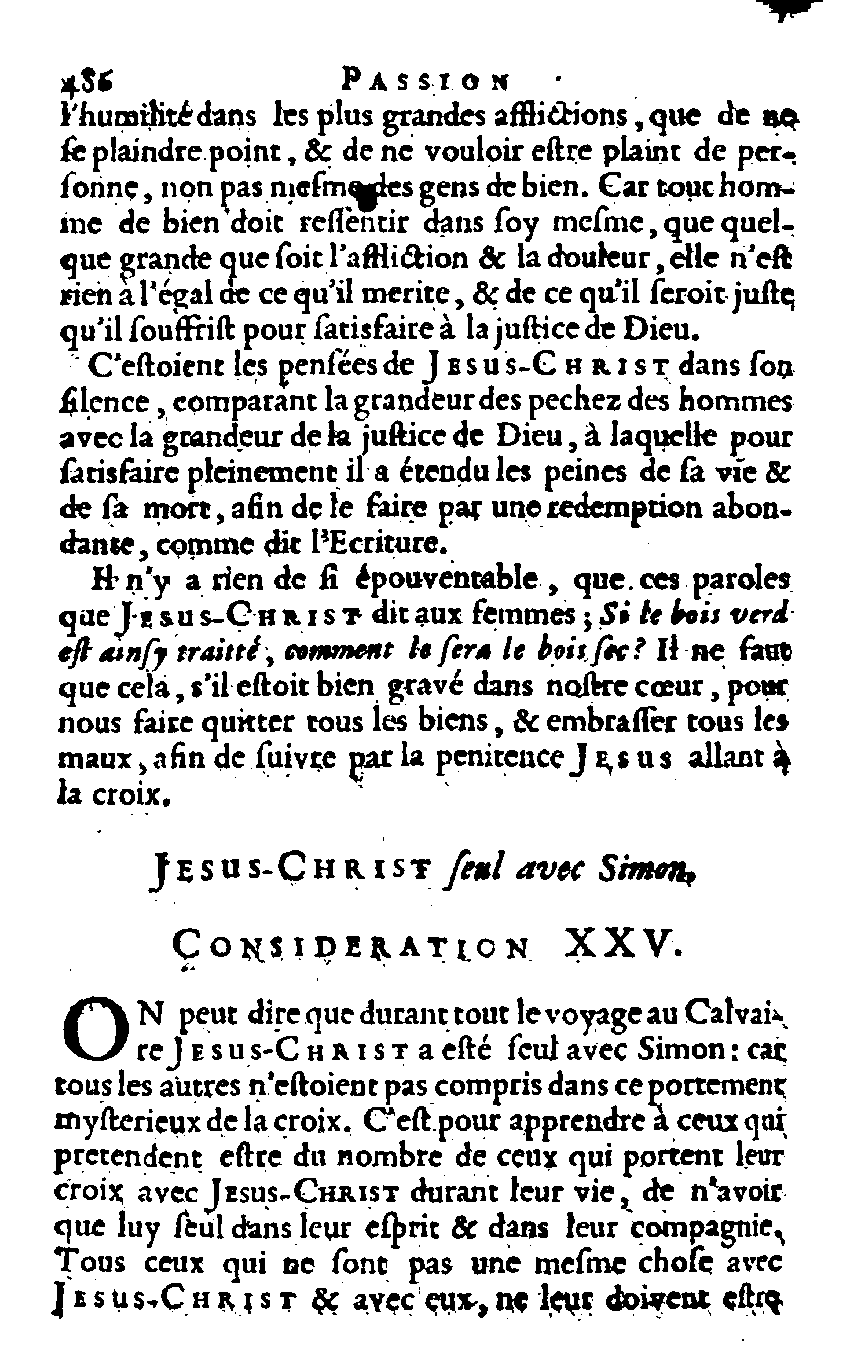 486 PASSION
l'humilité dans les plus grandes afflictions, que de ne
ſe plaindre point, & de ne vouloir eſtre plaint de per-
ſonne, non pas meſme des gens de bien. Car tout hom-
me de bien doit reſſentir dans ſoy meſme, que quel-
que grande que ſoit l'affliction & la douleur, elle n'eſt
rien à l'égal de ce qu'il merite, & de ce qu'il ſeroit juſte
qu'il ſouffriſt pour ſatisfaire à la juſtice de Dieu.
C'eſtoient les penſées de JESUS-CHRIST dans ſon
ſilence, comparant la grandeur des pechez des hommes
avec la grandeur de la juſtice de Dieu, à laquelle pour
ſatisfaire pleinement il a étendu les peines de ſa vie &
de ſa mort, afin de le faire par une redemption abon-
dante, comme dit l'Ecriture.
Il n'y a rien de ſi épouventable, que ces paroles
que JESUS-CHRIST dit aux femmes; Si le bois verd
eſt ainſy traitté, comment le ſera le bois ſec? Il ne faut
que cela, s'il eſtoit bien gravé dans noſtre cœur, pour
nous faire quitter tous les biens, & embraſſer tous les
maux, afin de ſuivre par la penitence JESUS allant à
la croix.
JESUS-CHRIST ſeul avec Simon.
CONSIDERATION XXV.
ON peut dire que durant tout le voyage au Calvai-
re JESUS-CHRIST a eſté ſeul avec Simon: car
tous les autres n'eſtoient pas compris dans ce portement
myſterieux de la croix. C'eſt pour apprendre à ceux qui
pretendent eſtre du nombre de ceux qui portent leur
croix avec JESUS-CHRIST durant leur vie, de n'avoir
que luy ſeul dans leur eſprit & dans leur compagnie.
Tous ceux qui ne ſont pas une meſme choſe avec
JESUS-CHRIST & avec eux, ne leur doivent eſtre